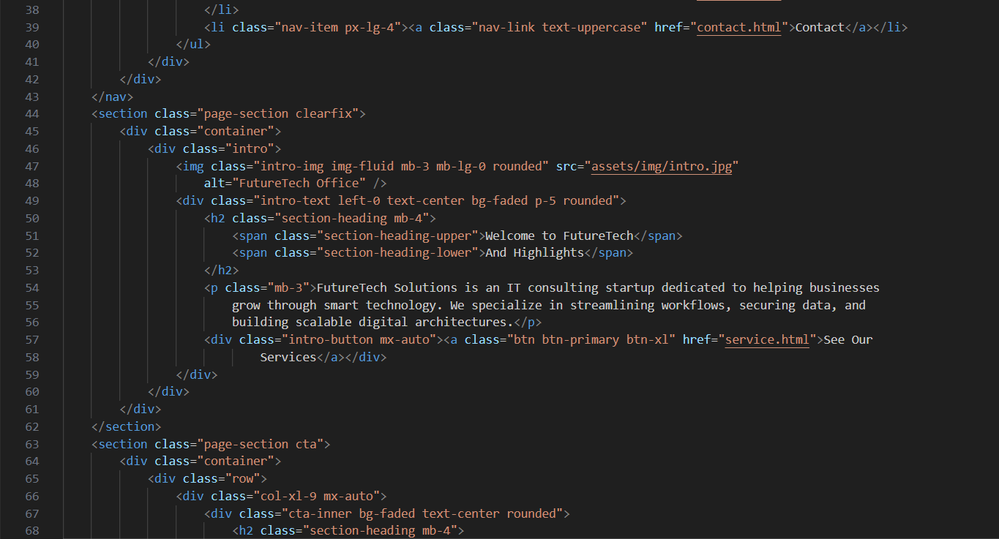 38 </li>
39 <li class="nav-item px-lg-4"><a class="nav-link text-uppercase" href="contact.html">Contact</a></li>
40 </ul>
41 </div>
42 </div>
43 </nav>
44 <section class="page-section clearfix">
45 <div class="container">
46 <div class="intro">
47 <img class="intro-img img-fluid mb-3 mb-lg-0 rounded" src="assets/img/intro.jpg"
48 alt="FutureTech Office" />
49 <div class="intro-text left-0 text-center bg-faded p-5 rounded">
50 <h2 class="section-heading mb-4">
51 <span class="section-heading-upper">Welcome to FutureTech</span>
52 <span class="section-heading-lower">And Highlights</span>
53 </h2>
54 <p class="mb-3">FutureTech Solutions is an IT consulting startup dedicated to helping businesses
55 grow through smart technology. We specialize in streamlining workflows, securing data, and
56 building scalable digital architectures.</p>
57 <div class="intro-button mx-auto"><a class="btn btn-primary btn-xl" href="service.html">See Our
58 Services</a></div>
59 </div>
60 </div>
61 </div>
62 </section>
63 <section class="page-section cta">
64 <div class="container">
65 <div class="row">
66 <div class="col-xl-9 mx-auto">
67 <div class="cta-inner bg-faded text-center rounded">
68 <h2 class="section-heading mb-4">